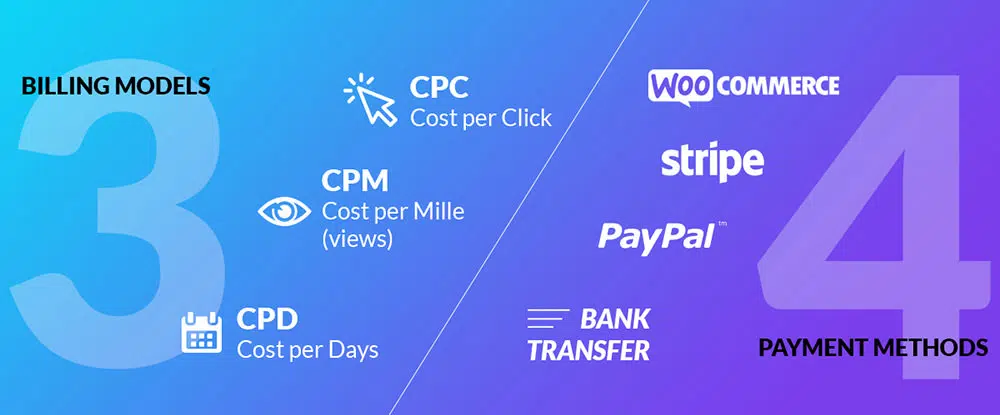 3
BILLING MODELS
CPC
Cost per Click
CPM
Cost per Mille
(views)
CPD
Cost per Days
WOO COMMERCE
stripe
PayPal™
BANK
TRANSFER
4
PAYMENT METHODS